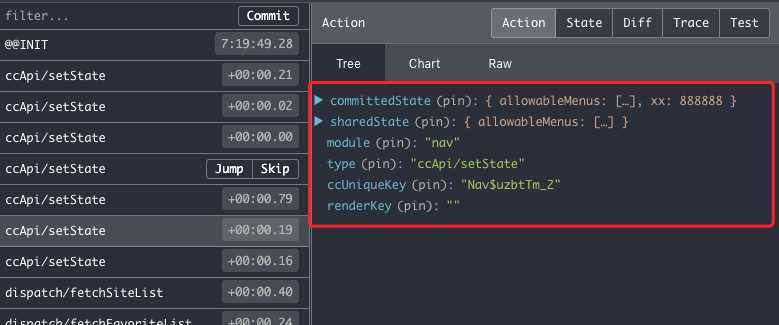 filter... Commit
@@INIT 7:19:49.28
ccApi/setState +00:00.21
ccApi/setState +00:00.02
ccApi/setState +00:00.00
ccApi/setState Jump Skip
ccApi/setState +00:00.79
ccApi/setState +00:00.19
ccApi/setState +00:00.16
dispatch/fetchSiteList +00:00.40
dispatch/fetchFavoriteList +00:00.24
Action Action State Diff Trace Test
Tree Chart Raw
▶ committedState (pin): { allowableMenus: […], xx: 888888 }
▶ sharedState (pin): { allowableMenus: […] }
module (pin): "nav"
type (pin): "ccApi/setState"
ccUniqueKey (pin): "Nav$uzbtTm_2"
renderKey (pin): ""